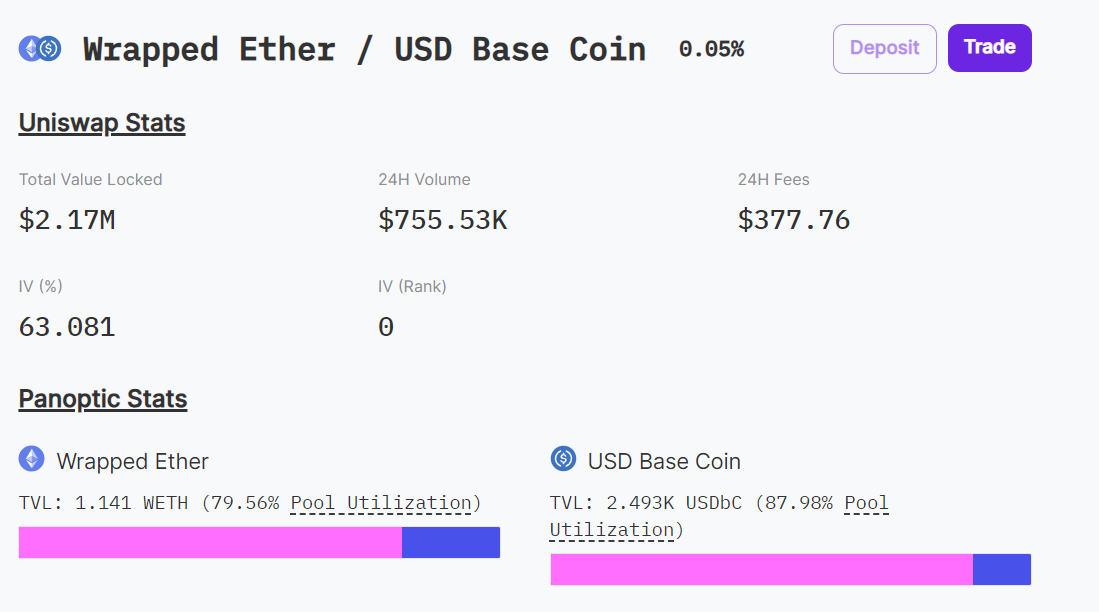 Wrapped Ether / USD Base Coin 0.05% Deposit Trade
Uniswap Stats
Total Value Locked 24H Volume 24H Fees
$2.17M $755.53K $377.76
IV (%) IV (Rank)
63.081 0
Panoptic Stats
Wrapped Ether
TVL: 1.141 WETH (79.56% Pool Utilization)
USD Base Coin
TVL: 2.493K USDbC (87.98% Pool
Utilization)